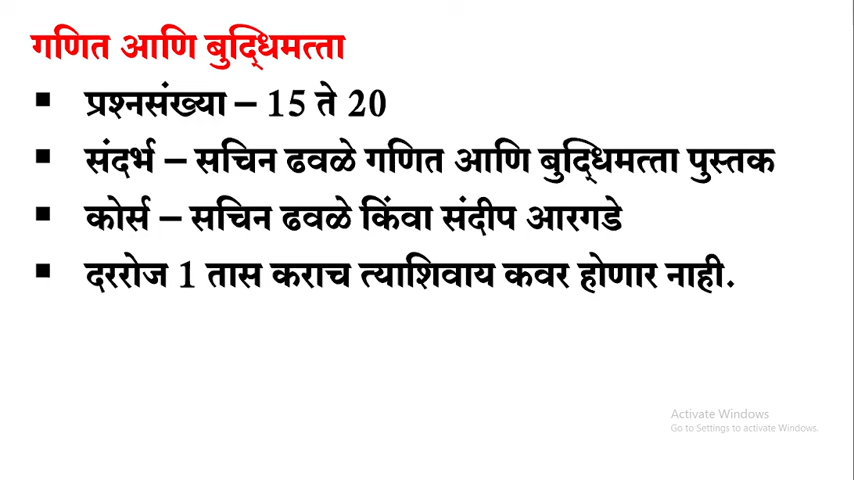 गणित आणि बुद्धिमत्ता
▪ प्रश्नसंख्या – 15 ते 20
▪ संदर्भ – सचिन ढवळे गणित आणि बुद्धिमत्ता पुस्तक
▪ कोर्स – सचिन ढवळे किंवा संदीप आरगडे
▪ दररोज 1 तास कराच त्याशिवाय कवर होणार नाही.
Activate Windows
Go to Settings to activate Windows.